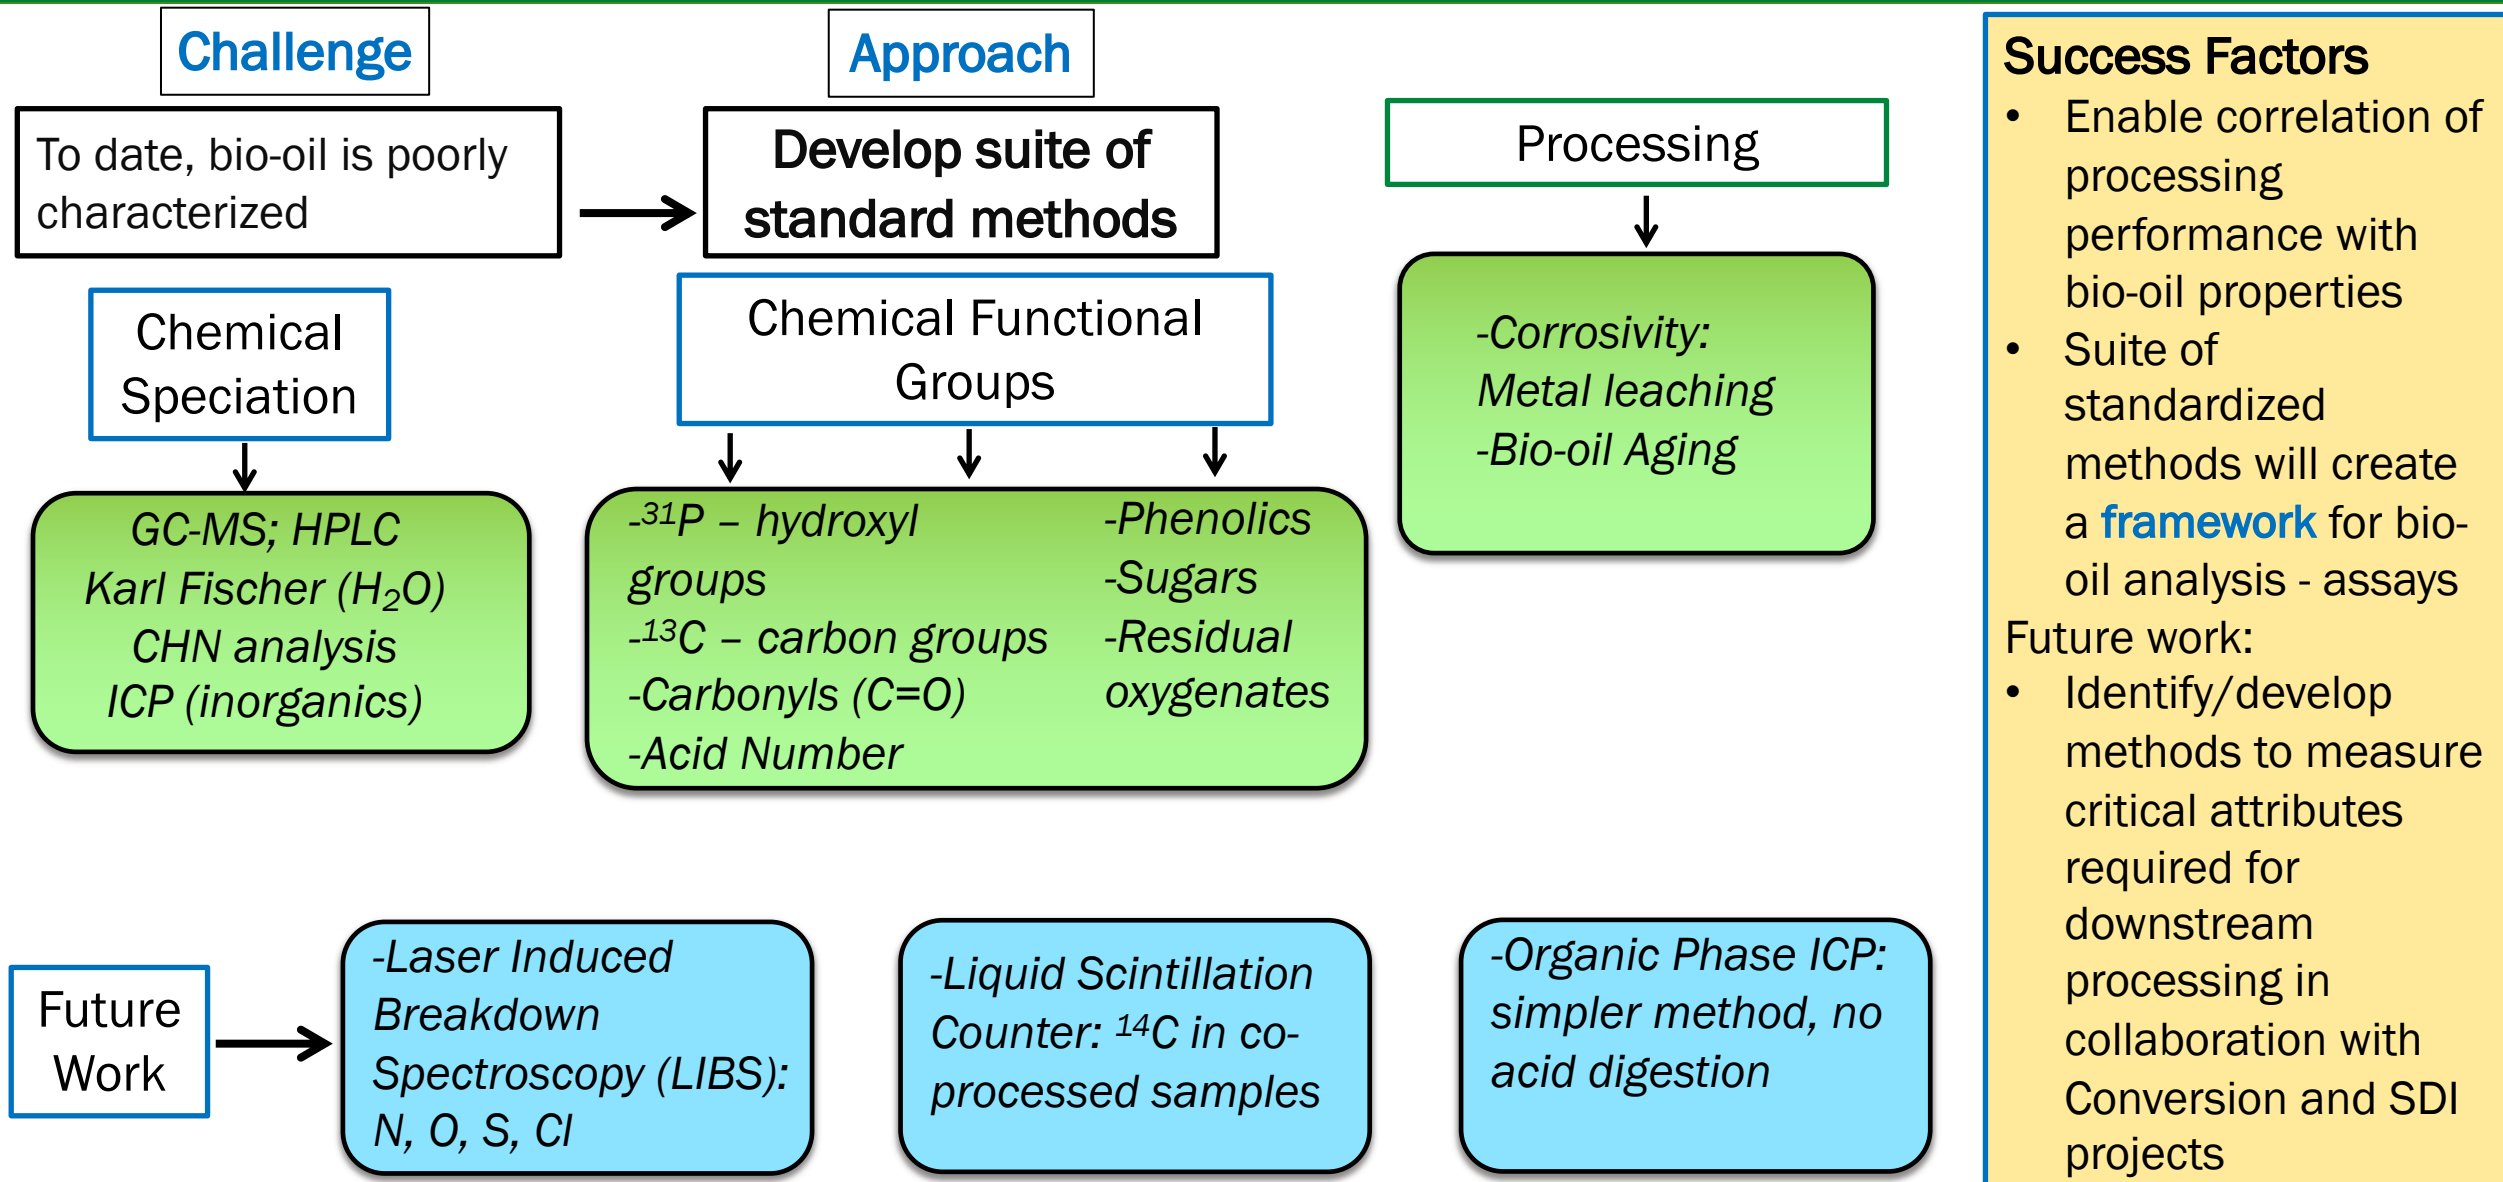 Challenge
To date, bio-oil is poorly
characterized
Approach
Develop suite of
standard methods
Chemical
Speciation
GC-MS; HPLC
Karl Fischer (H₂O)
CHN analysis
ICP (inorganics)
Chemical Functional
Groups
-³¹P – hydroxyl
groups
-¹³C – carbon groups
-Carbonyls (C=O)
-Acid Number
-Phenolics
-Sugars
-Residual
oxygenates
Processing
-Corrosivity:
Metal leaching
-Bio-oil Aging
Future
Work
-Laser Induced
Breakdown
Spectroscopy (LIBS):
N, O, S, Cl
-Liquid Scintillation
Counter: ¹⁴C in co-
processed samples
-Organic Phase ICP:
simpler method, no
acid digestion
Success Factors
• Enable correlation of
processing
performance with
bio-oil properties
• Suite of
standardized
methods will create
a framework for bio-
oil analysis - assays
Future work:
• Identify/develop
methods to measure
critical attributes
required for
downstream
processing in
collaboration with
Conversion and SDI
projects